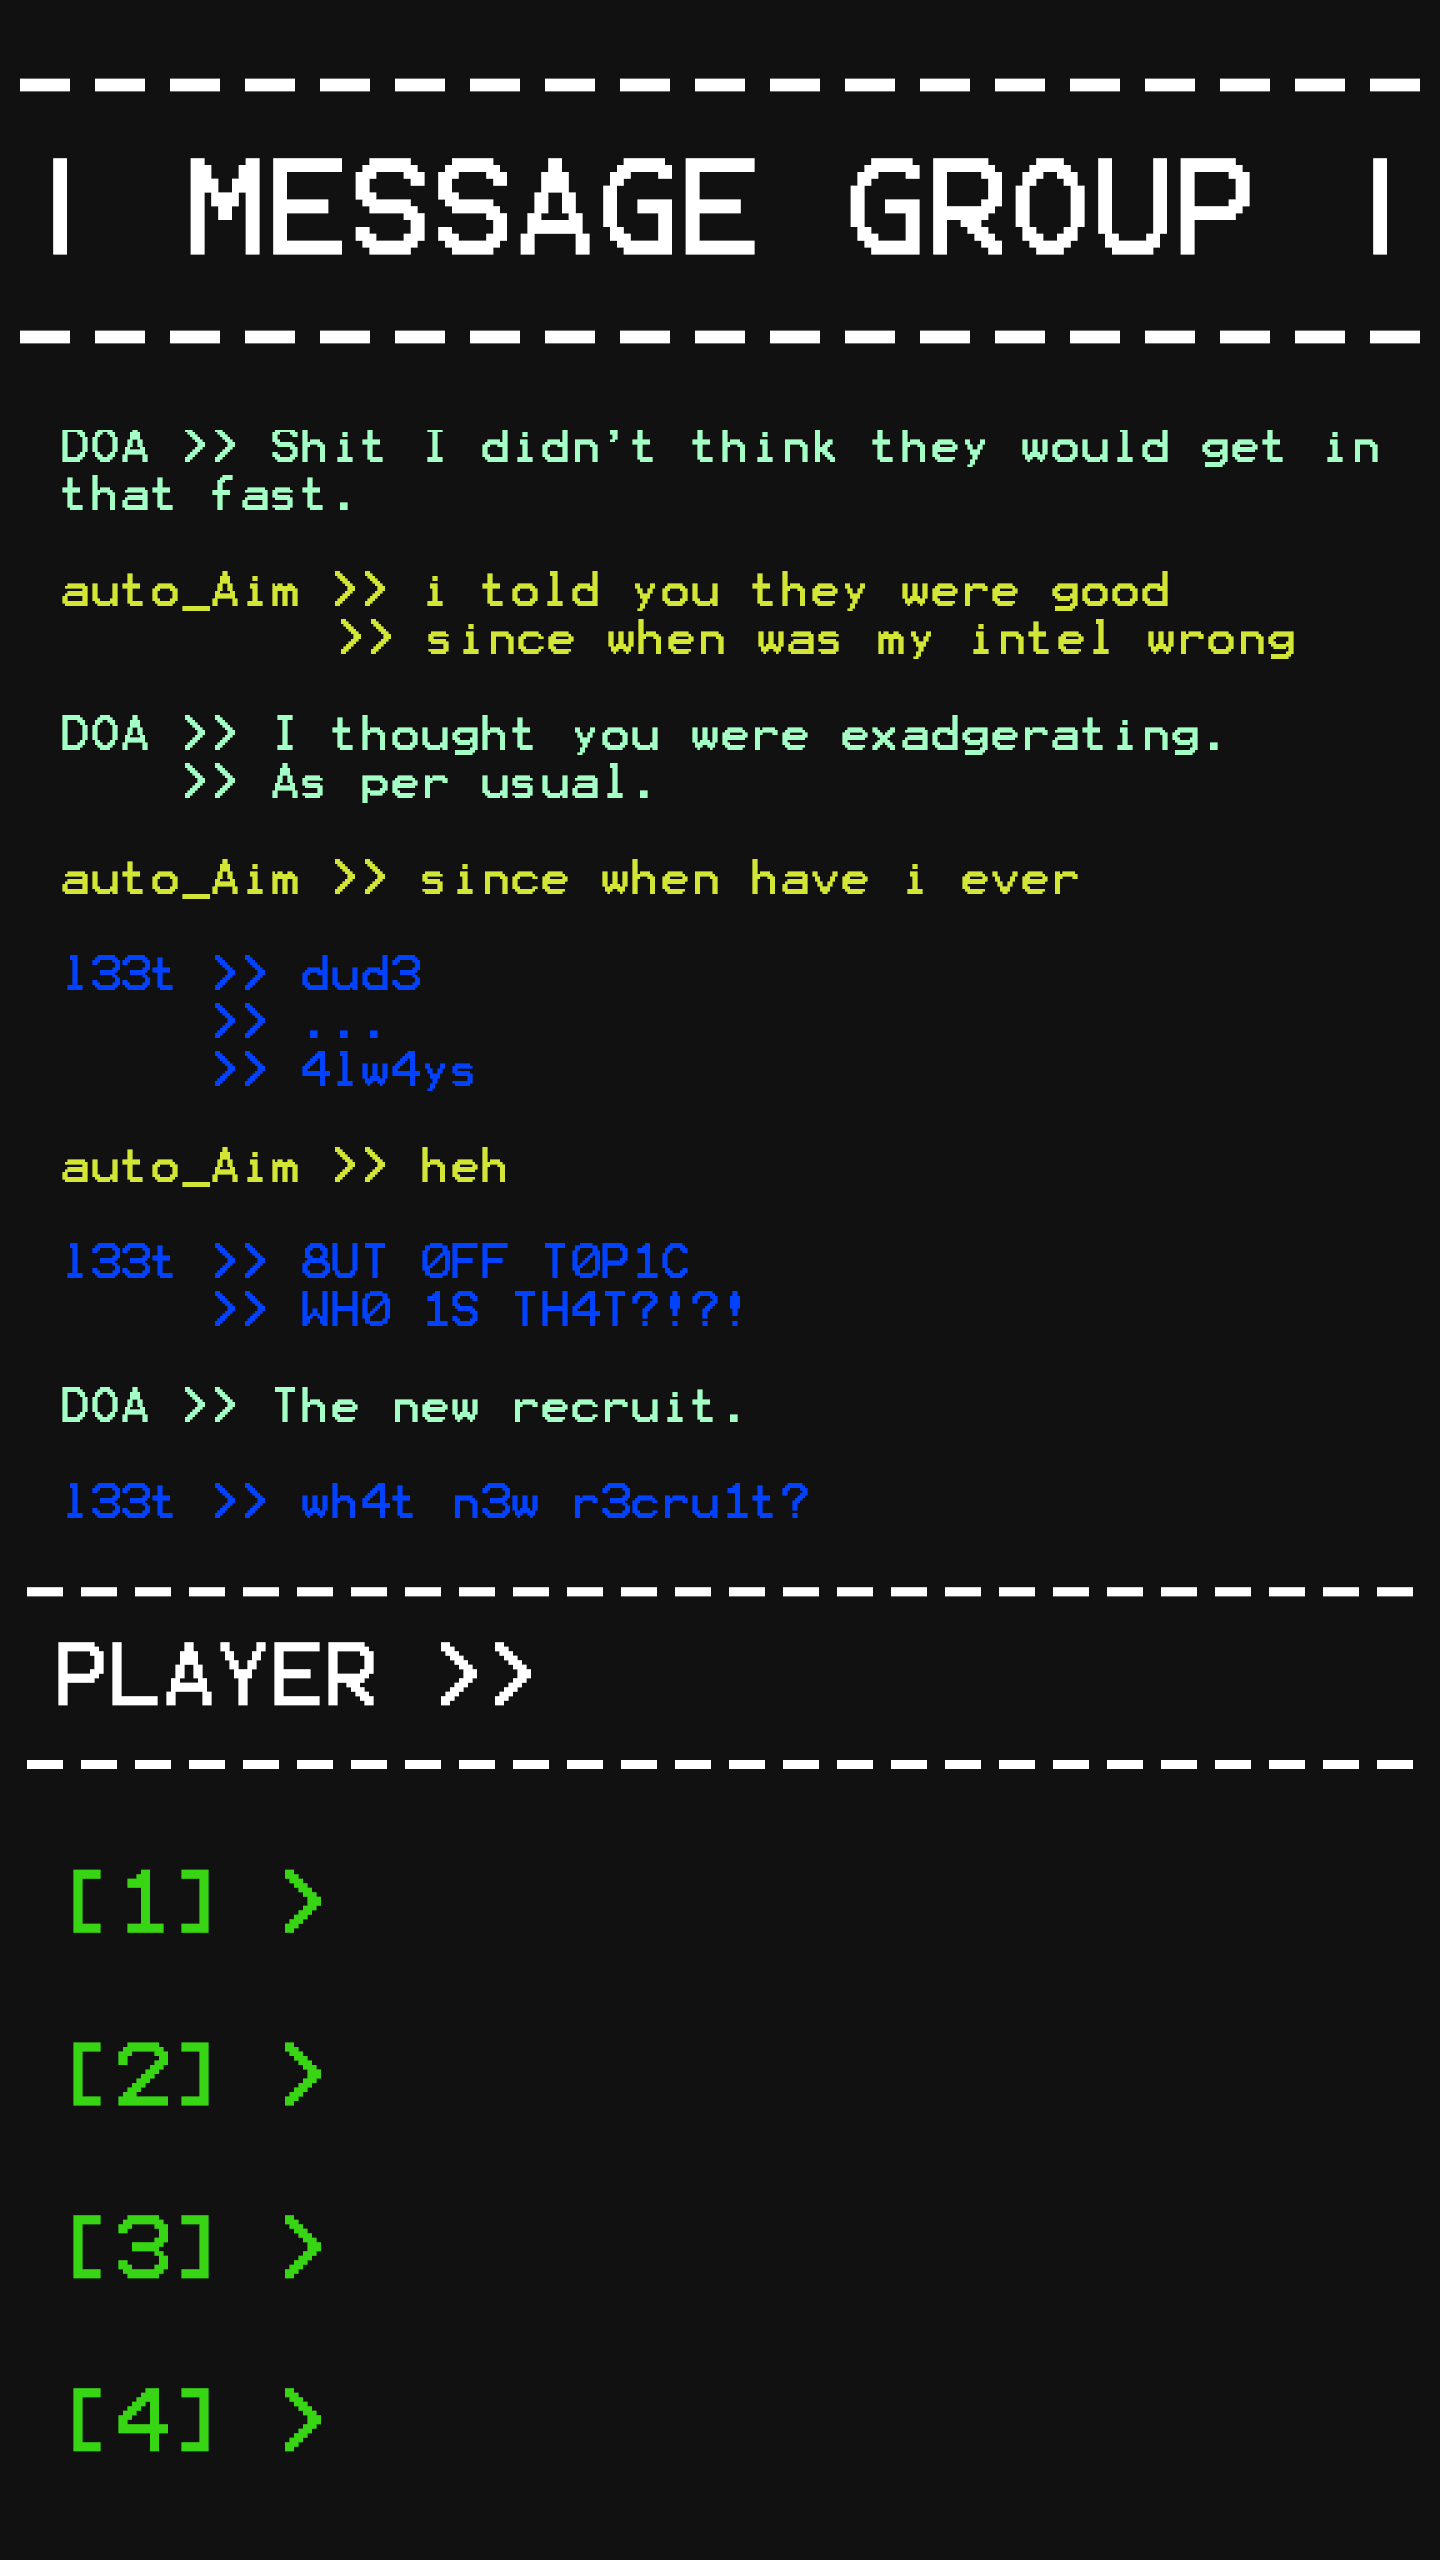 | MESSAGE GROUP |
DOA >> Shit I didn't think they would get in
that fast.
auto_Aim >> i told you they were good
>> since when was my intel wrong
DOA >> I thought you were exadgerating.
>> As per usual.
auto_Aim >> since when have i ever
l33t >> dud3
>> ...
>> 4lw4ys
auto_Aim >> heh
l33t >> 8UT 0FF T0P1C
>> WH0 1S TH4T?!?!
DOA >> The new recruit.
l33t >> wh4t n3w r3cru1t?
PLAYER >>
[1] >
[2] >
[3] >
[4] >